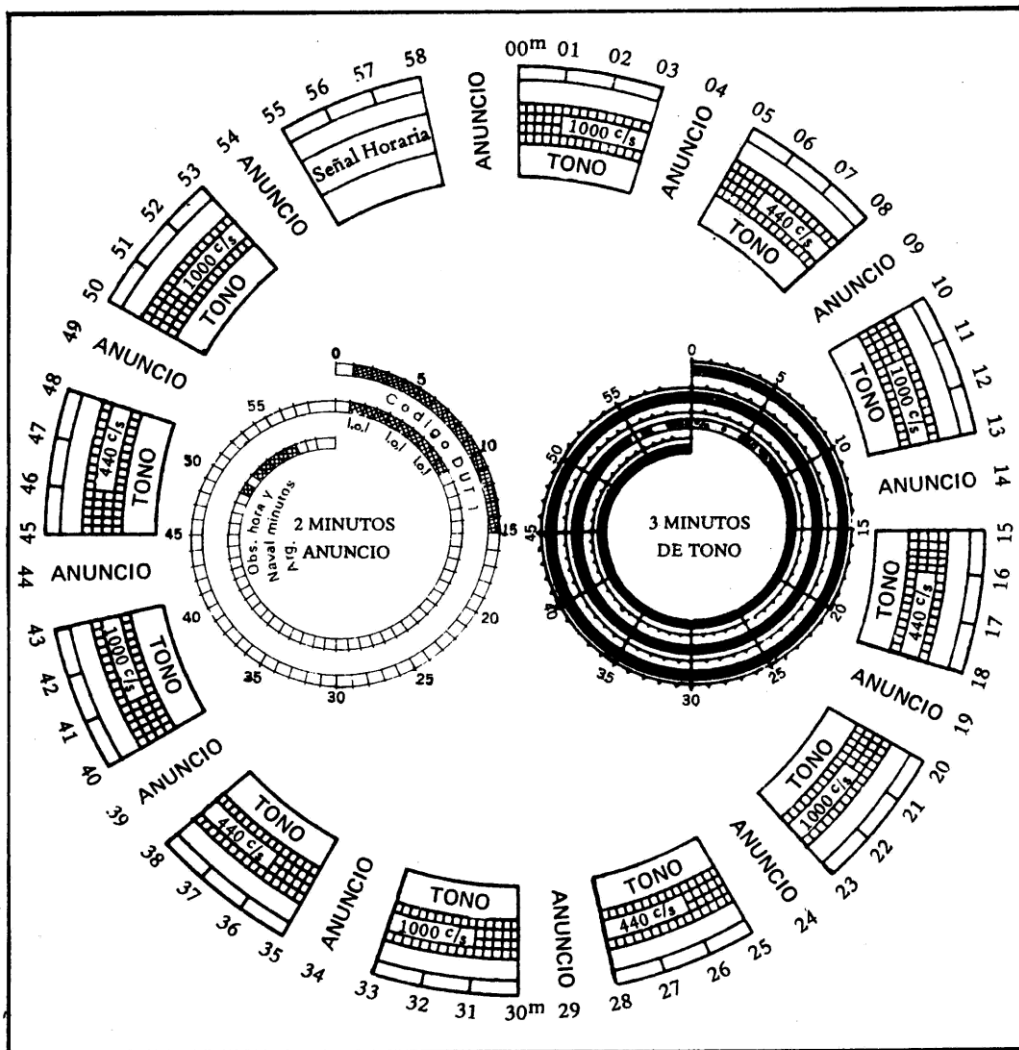 00m 01 02 03
1000 c/s
TONO
ANUNCIO
04
05 06 07 08
440 c/s
TONO
ANUNCIO
09
10 11 12 13
1000 c/s
TONO
ANUNCIO
14
15 16 17 18
440 c/s
TONO
ANUNCIO
19
20 21 22 23
1000 c/s
TONO
ANUNCIO
24
25 26 27 28
440 c/s
TONO
ANUNCIO
29
30m 31 32 33
1000 c/s
TONO
ANUNCIO
34
35 36 37 38
440 c/s
TONO
ANUNCIO
39
40 41 42 43
1000 c/s
TONO
ANUNCIO
44
45 46 47 48
440 c/s
TONO
ANUNCIO
49
50 51 52 53
1000 c/s
TONO
ANUNCIO
54
55 56 57 58
Señal Horaria
ANUNCIO
0 5 10 15 20 25 30 35 40 45 50 55
Codigo DUT 1
l.o.l l.o.l l.o.l
Obs. hora y
Naval minutos
Arg.
2 MINUTOS
ANUNCIO
0 5 10 15 20 25 30 35 40 45 50 55
3 MINUTOS
DE TONO